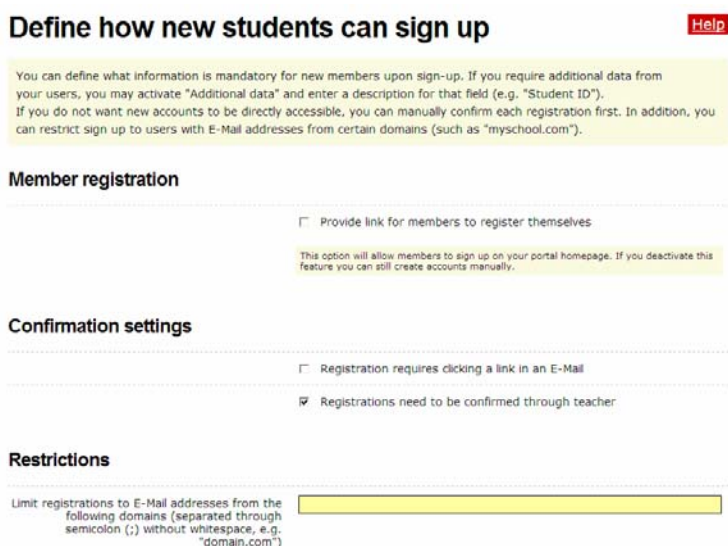 Define how new students can sign up
Help
You can define what information is mandatory for new members upon sign-up. If you require additional data from
your users, you may activate "Additional data" and enter a description for that field (e.g. "Student ID").
If you do not want new accounts to be directly accessible, you can manually confirm each registration first. In addition, you
can restrict sign up to users with E-Mail addresses from certain domains (such as "myschool.com").
Member registration
Provide link for members to register themselves
This option will allow members to sign up on your portal homepage. If you deactivate this
feature you can still create accounts manually.
Confirmation settings
Registration requires clicking a link in an E-Mail
Registrations need to be confirmed through teacher
Restrictions
Limit registrations to E-Mail addresses from the
following domains (separated through
semicolon (;) without whitespace, e.g.
"domain.com")